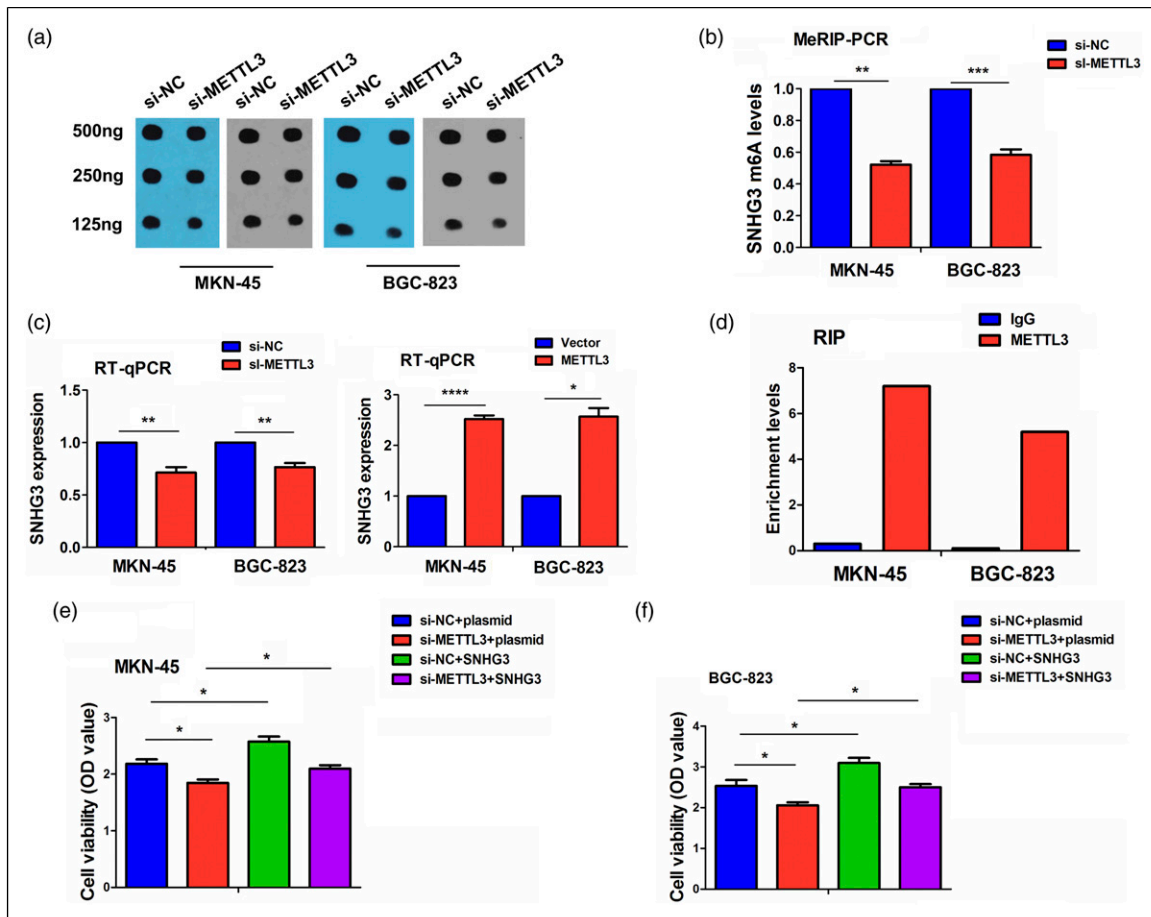 (a)
si-NC si-METTL3 si-NC si-METTL3 si-NC si-METTL3 si-NC si-METTL3
500ng
250ng
125ng
MKN-45 BGC-823
(b)
MeRIP-PCR
si-NC
sl-METTL3
SNHG3 m6A levels
1.0
0.8
0.6
0.4
0.2
0.0
** ***
MKN-45 BGC-823
(c)
RT-qPCR
si-NC
sl-METTL3
SNHG3 expression
1.5
1.0
0.5
0.0
** **
MKN-45 BGC-823
RT-qPCR
Vector
METTL3
SNHG3 expression
3
2
1
0
**** *
MKN-45 BGC-823
(d)
RIP
IgG
METTL3
Enrichment levels
8
6
4
2
0
MKN-45 BGC-823
(e)
MKN-45
si-NC+plasmid
si-METTL3+plasmid
si-NC+SNHG3
si-METTL3+SNHG3
Cell viability (OD value)
3
2
1
0
*
*
*
(f)
BGC-823
si-NC+plasmid
si-METTL3+plasmid
si-NC+SNHG3
si-METTL3+SNHG3
Cell viability (OD value)
4
3
2
1
0
*
*
*